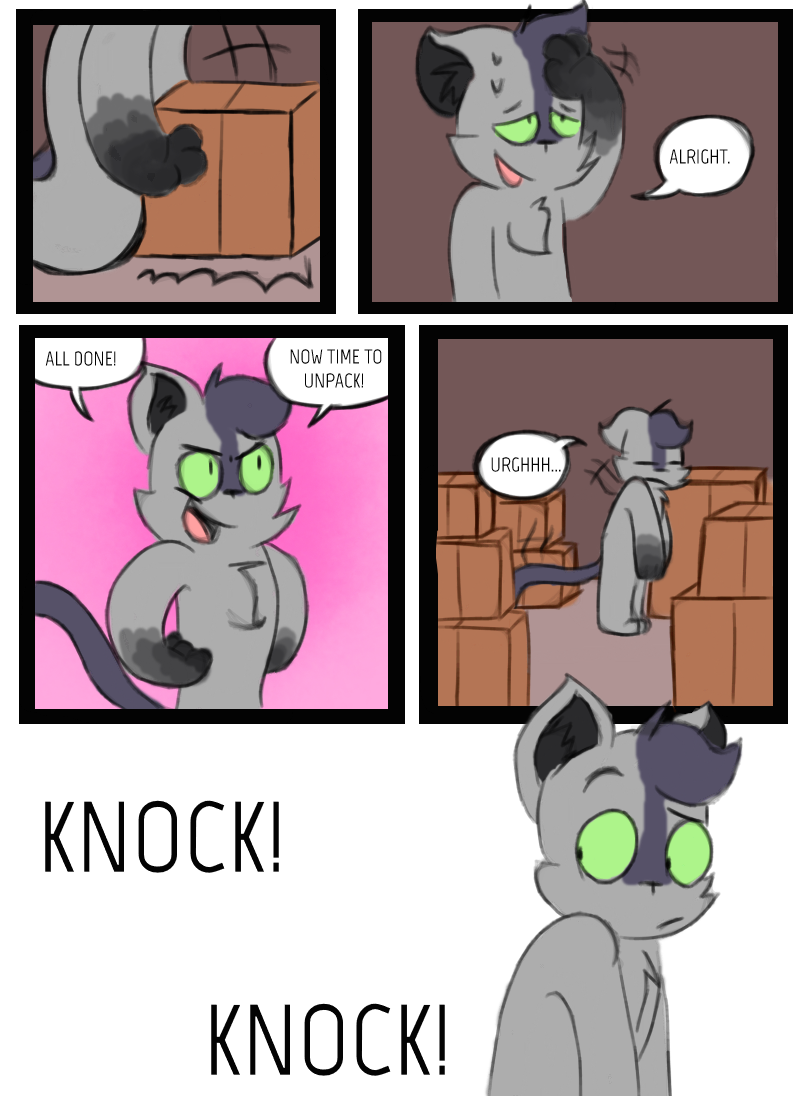 ALRIGHT.
ALL DONE!
NOW TIME TO
UNPACK!
URGHHH...
KNOCK!
KNOCK!